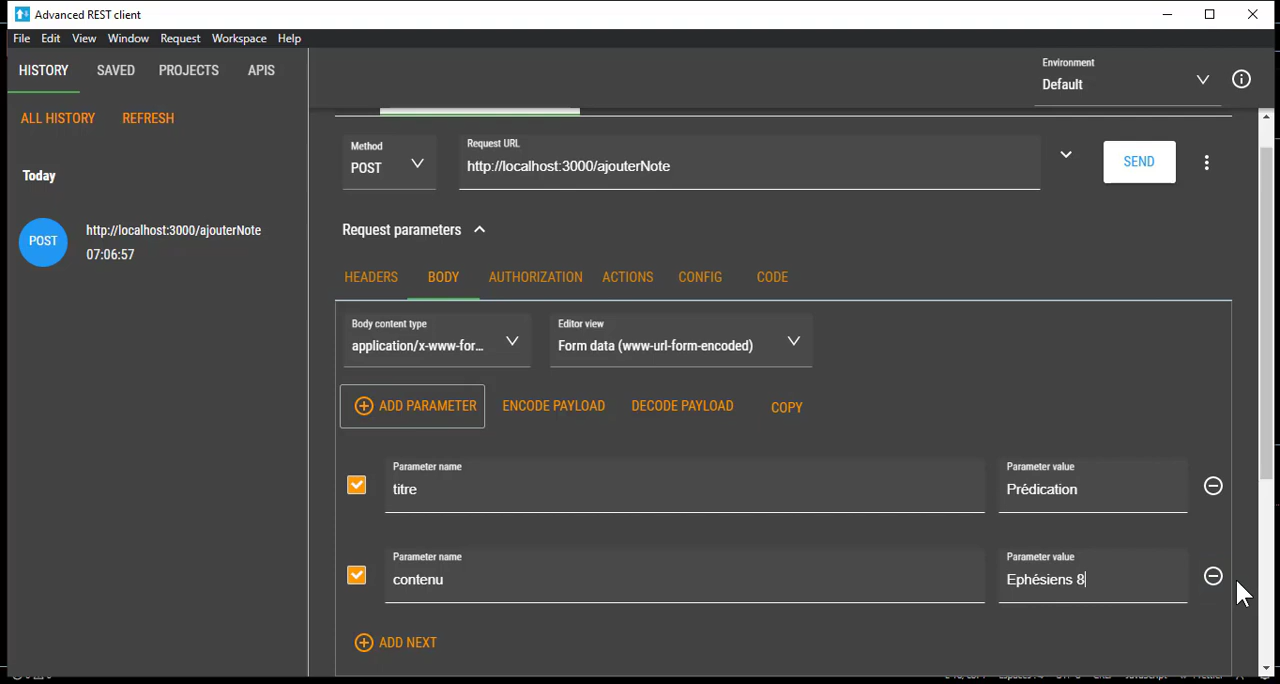 Advanced REST client
File Edit View Window Request Workspace Help
HISTORY SAVED PROJECTS APIS
Environment
Default
ALL HISTORY REFRESH
Today
POST
http://localhost:3000/ajouterNote
07:06:57
Method
POST
Request URL
http://localhost:3000/ajouterNote
SEND
Request parameters
HEADERS BODY AUTHORIZATION ACTIONS CONFIG CODE
Body content type
application/x-www-for...
Editor view
Form data (www-url-form-encoded)
ADD PARAMETER ENCODE PAYLOAD DECODE PAYLOAD COPY
Parameter name
titre
Parameter value
Prédication
Parameter name
contenu
Parameter value
Ephésiens 8
ADD NEXT